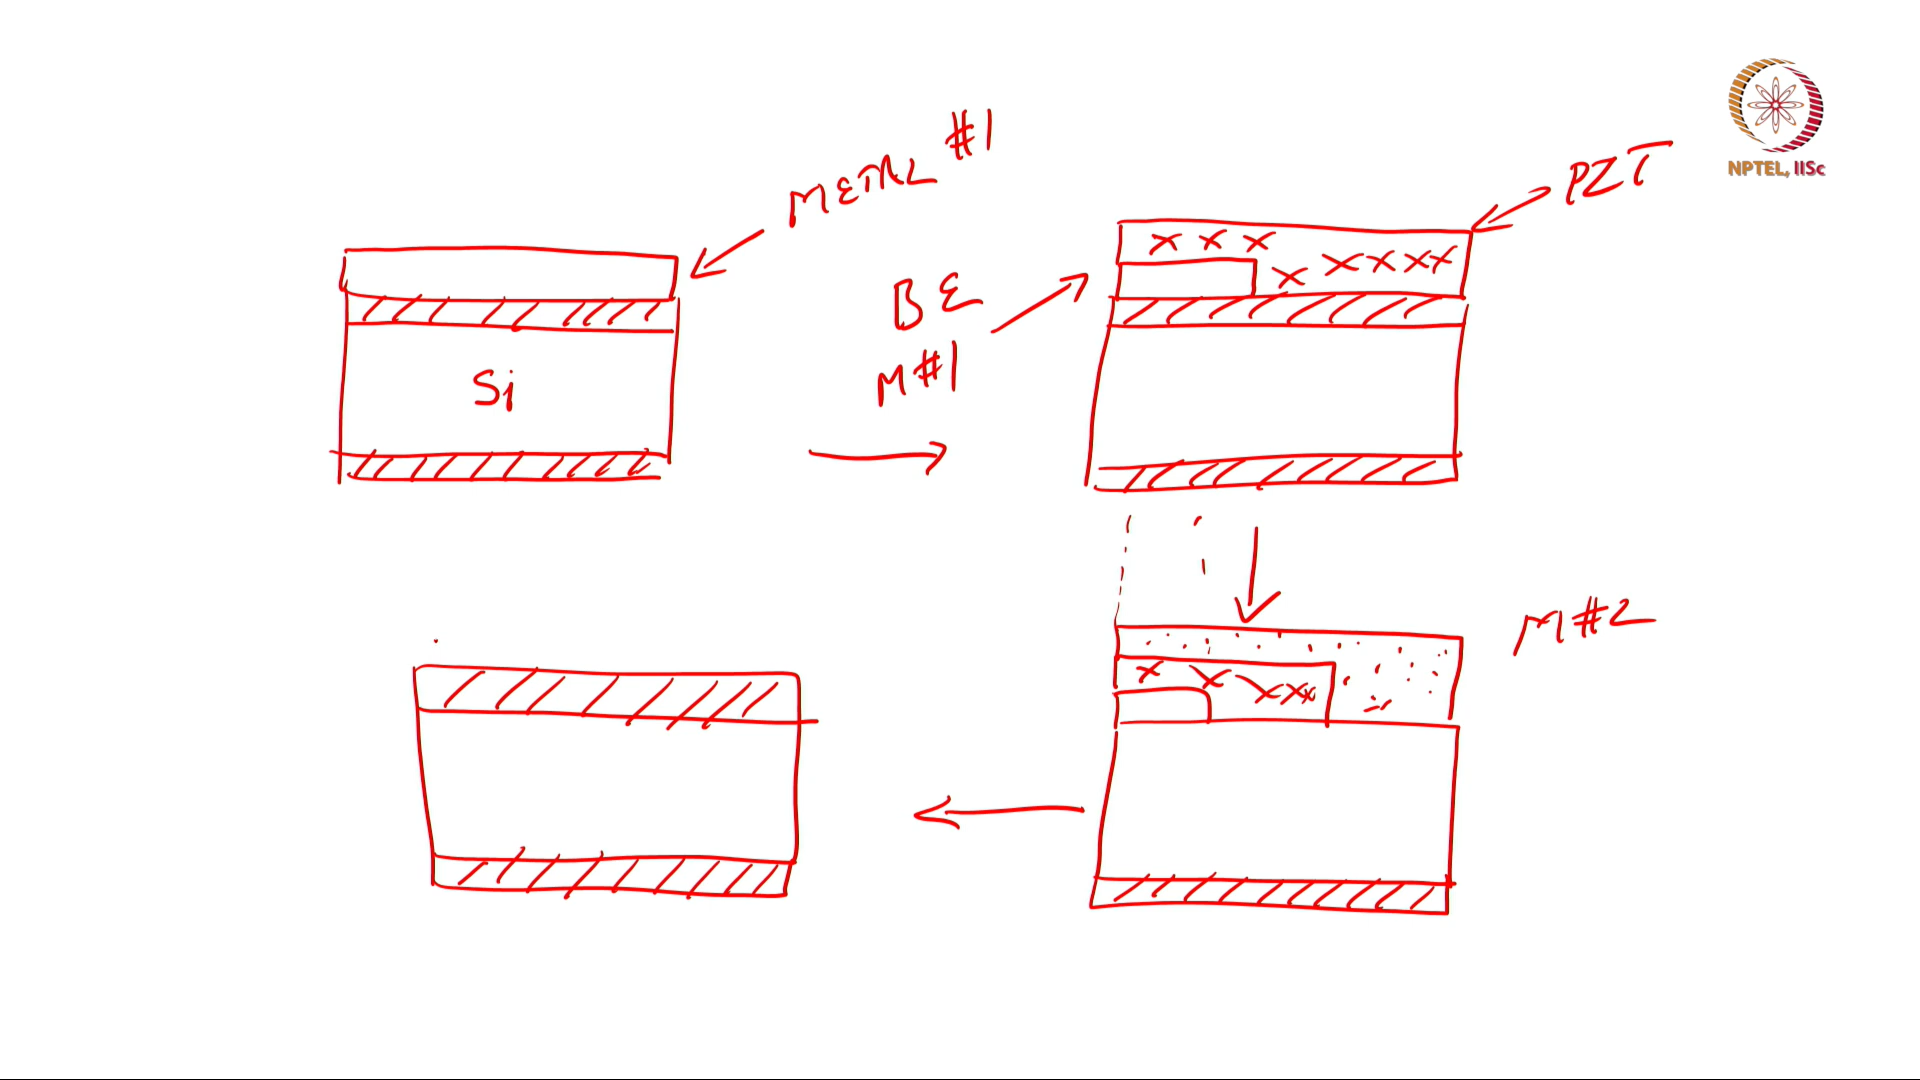 METAL #1
NPTEL, IISc
PZT
BE
M#1
Si
M#2